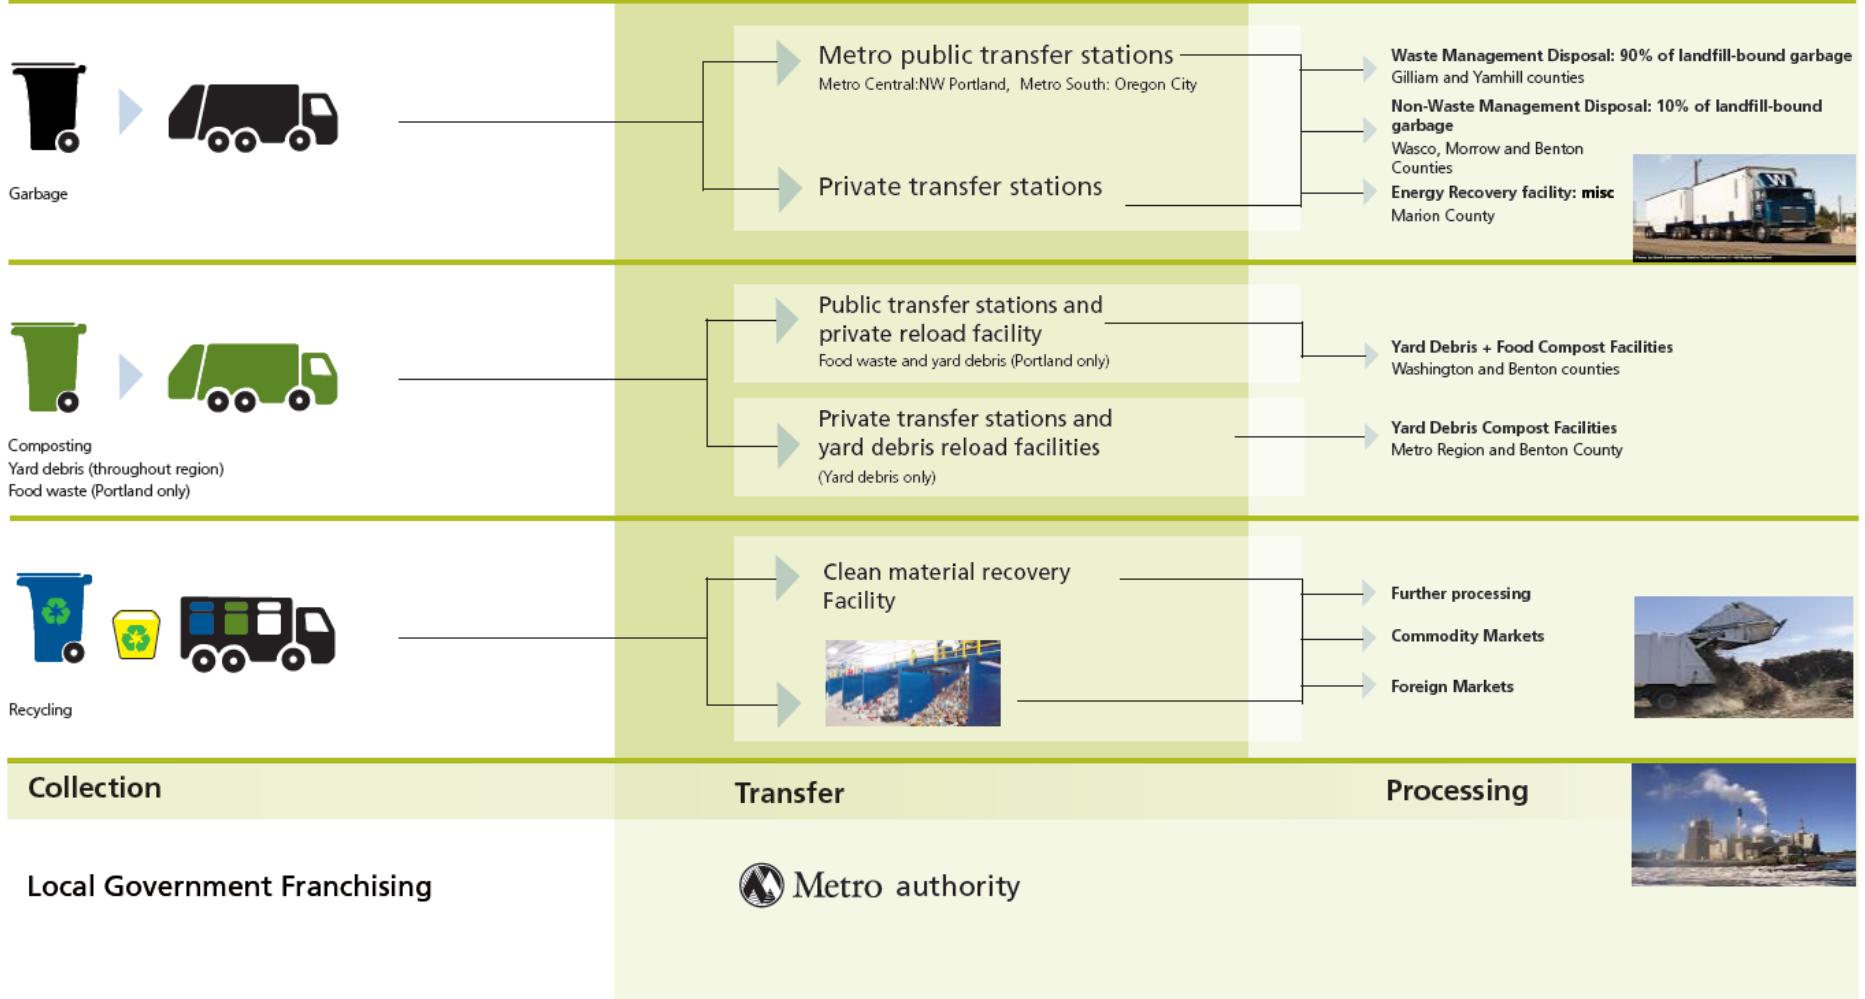 Metro public transfer stations
Metro Central:NW Portland, Metro South: Oregon City
Private transfer stations
Waste Management Disposal: 90% of landfill-bound garbage
Gilliam and Yamhill counties
Non-Waste Management Disposal: 10% of landfill-bound
garbage
Wasco, Morrow and Benton
Counties
Energy Recovery facility: misc
Marion County
W
Garbage
Public transfer stations and
private reload facility
Food waste and yard debris (Portland only)
Yard Debris + Food Compost Facilities
Washington and Benton counties
Private transfer stations and
yard debris reload facilities
(Yard debris only)
Yard Debris Compost Facilities
Metro Region and Benton County
Composting
Yard debris (throughout region)
Food waste (Portland only)
Clean material recovery
Facility
Further processing
Commodity Markets
Foreign Markets
Recycling
Collection
Transfer
Processing
Local Government Franchising
Metro authority